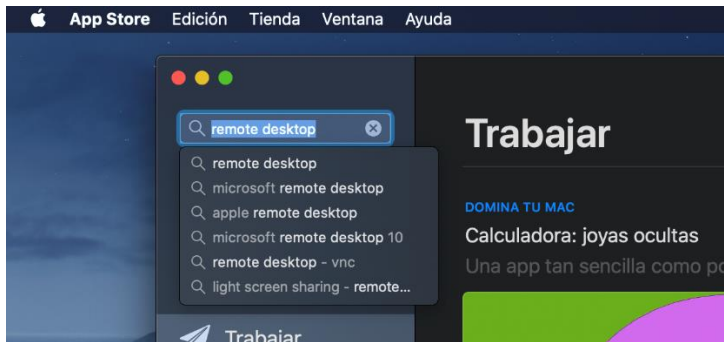 App Store Edición Tienda Ventana Ayuda
remote desktop
remote desktop
microsoft remote desktop
apple remote desktop
microsoft remote desktop 10
remote desktop - vnc
light screen sharing - remote...
Trabajar
Trabajar
DOMINA TU MAC
Calculadora: joyas ocultas
Una app tan sencilla como